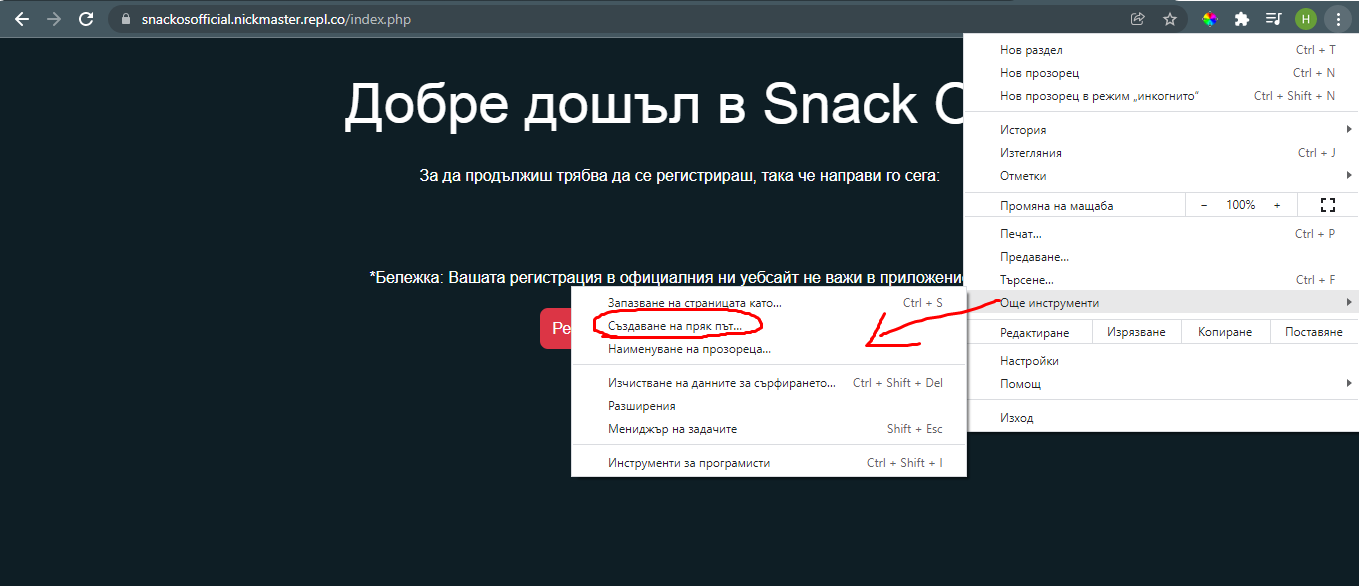 snackosofficial.nickmaster.repl.co/index.php
H
Добре дошъл в Snack
За да продължиш трябва да се регистрираш, така че направи го сега:
*Бележка: Вашата регистрация в официалния ни уебсайт не важи в
Ре
Нов раздел Ctrl + T
Нов прозорец Ctrl + N
Нов прозорец в режим „инкогнито“ Ctrl + Shift + N
История
Изтегляния Ctrl + J
Отметки
Промяна на мащаба − 100% +
Печат... Ctrl + P
Предаване...
Търсене... Ctrl + F
Още инструменти
Редактиране Изрязване Копиране Поставяне
Настройки
Помощ
Изход
Запазване на страницата като... Ctrl + S
Създаване на пряк път...
Наименуване на прозореца...
Изчистване на данните за сърфирането... Ctrl + Shift + Del
Разширения
Мениджър на задачите Shift + Esc
Инструменти за програмисти Ctrl + Shift + I